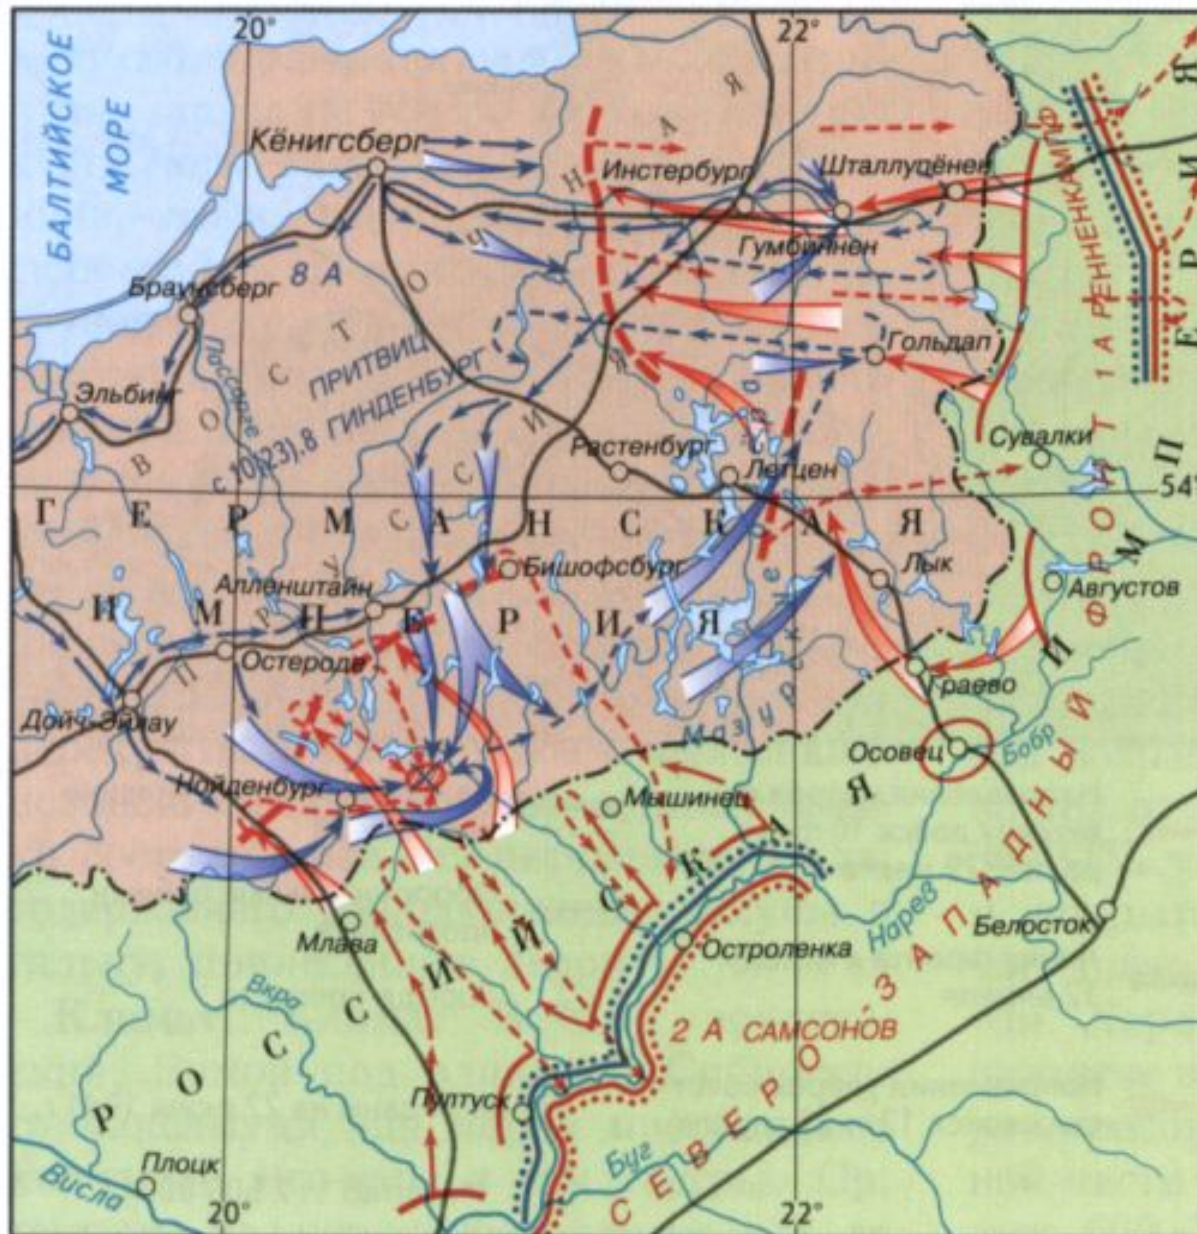 20°
22°
БАЛТИЙСКОЕ
МОРЕ
Кёнигсберг
Инстербург
Шталлупёнен
Гумбиннен
Браунсберг
8 А
Пассарге
ПРИТВИЦ
с 10(23).8 ГИНДЕНБУРГ
Гольдап
Эльбинг
Растенбург
Летцен
Сувалки
54°
ВОСТОЧНАЯ
ПРУССИЯ
ГЕРМАНСКАЯ
ИМПЕРИЯ
Алленштайн
Бишофсбург
Лык
Августов
Остероде
Граево
Дойч-Эйлау
Мазурские
озера
Осовец
Бобр
Нойденбург
Мышинец
Млава
Остроленка
Нарев
Белосток
Вкра
2 А САМСОНОВ
1 А РЕННЕНКАМПФ
СЕВЕРО-ЗАПАДНЫЙ ФРОНТ
РОССИЙСКАЯ
ИМПЕРИЯ
Пултуск
Буг
Плоцк
Висла
20°
22°